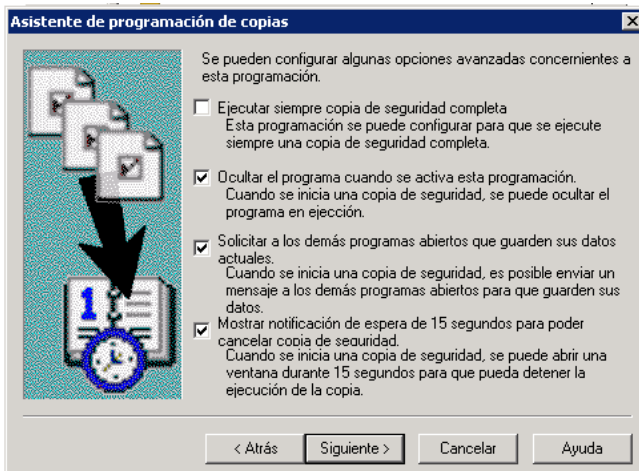 Asistente de programación de copias
Se pueden configurar algunas opciones avanzadas concernientes a
esta programación.
Ejecutar siempre copia de seguridad completa
Esta programación se puede configurar para que se ejecute
siempre una copia de seguridad completa.
Ocultar el programa cuando se activa esta programación.
Cuando se inicia una copia de seguridad, se puede ocultar el
programa en ejecución.
Solicitar a los demás programas abiertos que guarden sus datos
actuales.
Cuando se inicia una copia de seguridad, es posible enviar un
mensaje a los demás programas abiertos para que guarden sus
datos.
Mostrar notificación de espera de 15 segundos para poder
cancelar copia de seguridad.
Cuando se inicia una copia de seguridad, se puede abrir una
ventana durante 15 segundos para que pueda detener la
ejecución de la copia.
1
< Atrás Siguiente > Cancelar Ayuda